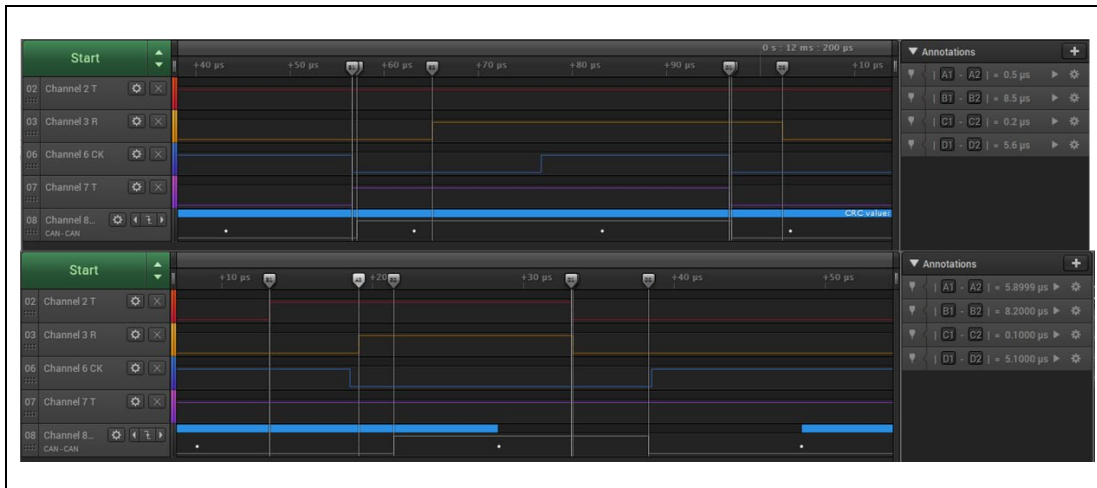 Start
0 s : 12 ms : 200 µs
+40 µs +50 µs +60 µs +70 µs +80 µs +90 µs +10 µs
02 Channel 2 T
03 Channel 3 R
06 Channel 6 CK
07 Channel 7 T
08 Channel 8...
CAN - CAN
CRC value:
▼ Annotations +
| A1 - A2 | = 0.5 µs
| B1 - B2 | = 8.5 µs
| C1 - C2 | = 0.2 µs
| D1 - D2 | = 5.6 µs
Start
+10 µs +20 +30 µs +40 µs +50 µs
02 Channel 2 T
03 Channel 3 R
06 Channel 6 CK
07 Channel 7 T
08 Channel 8...
CAN - CAN
▼ Annotations +
| A1 - A2 | = 5.8999 µs
| B1 - B2 | = 8.2000 µs
| C1 - C2 | = 0.1000 µs
| D1 - D2 | = 5.1000 µs